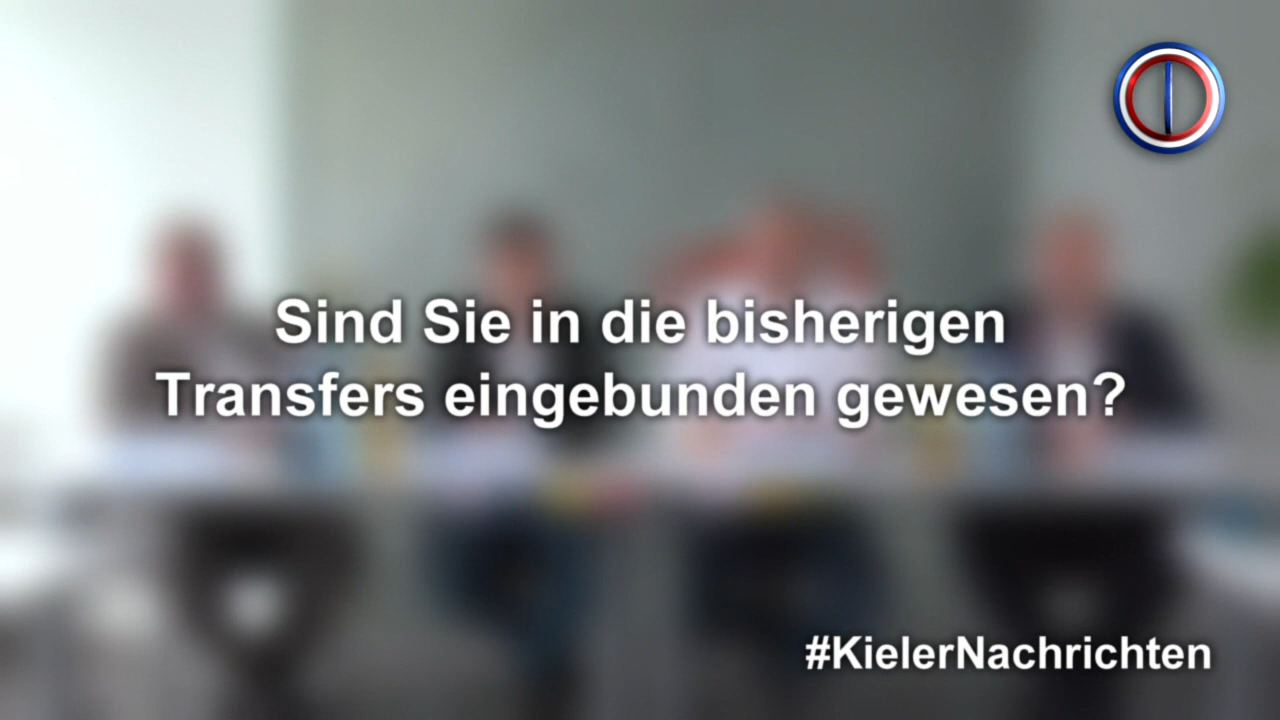 Sind Sie in die bisherigen
Transfers eingebunden gewesen?
#KielerNachrichten